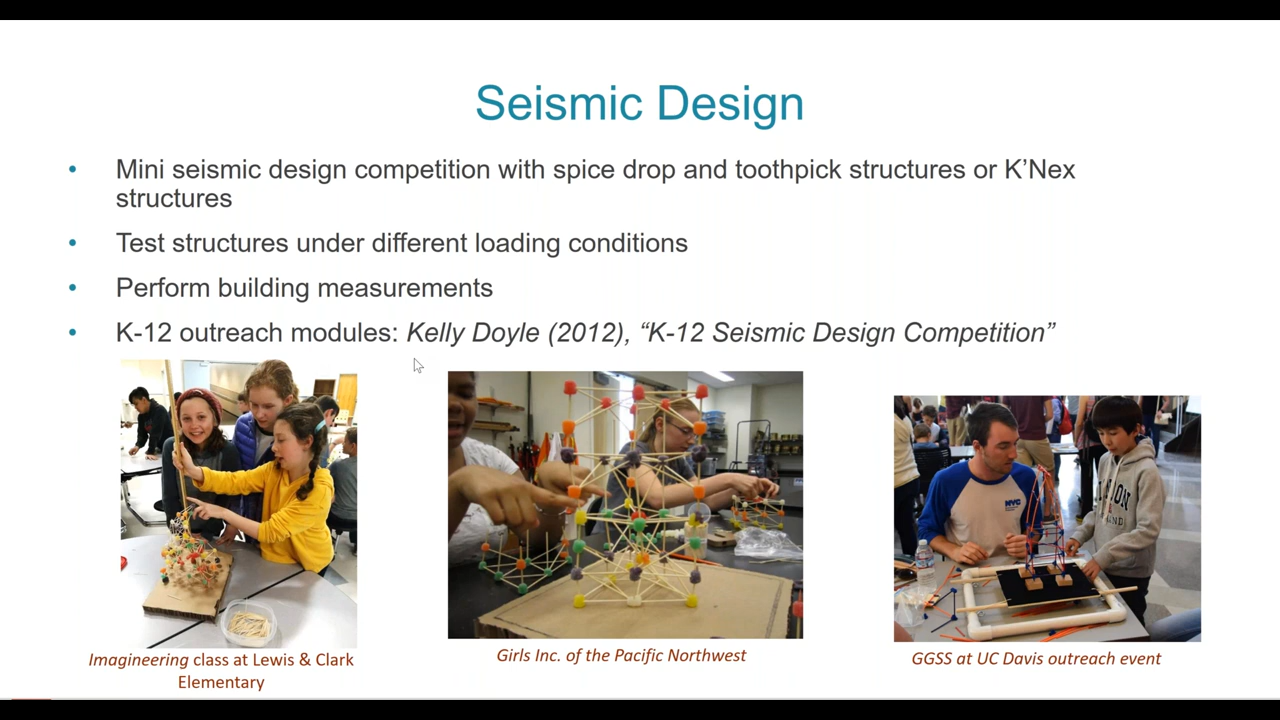 Seismic Design
• Mini seismic design competition with spice drop and toothpick structures or K’Nex
structures
• Test structures under different loading conditions
• Perform building measurements
• K-12 outreach modules: Kelly Doyle (2012), “K-12 Seismic Design Competition”
NYC
Imagineering class at Lewis & Clark
Elementary
Girls Inc. of the Pacific Northwest
GGSS at UC Davis outreach event